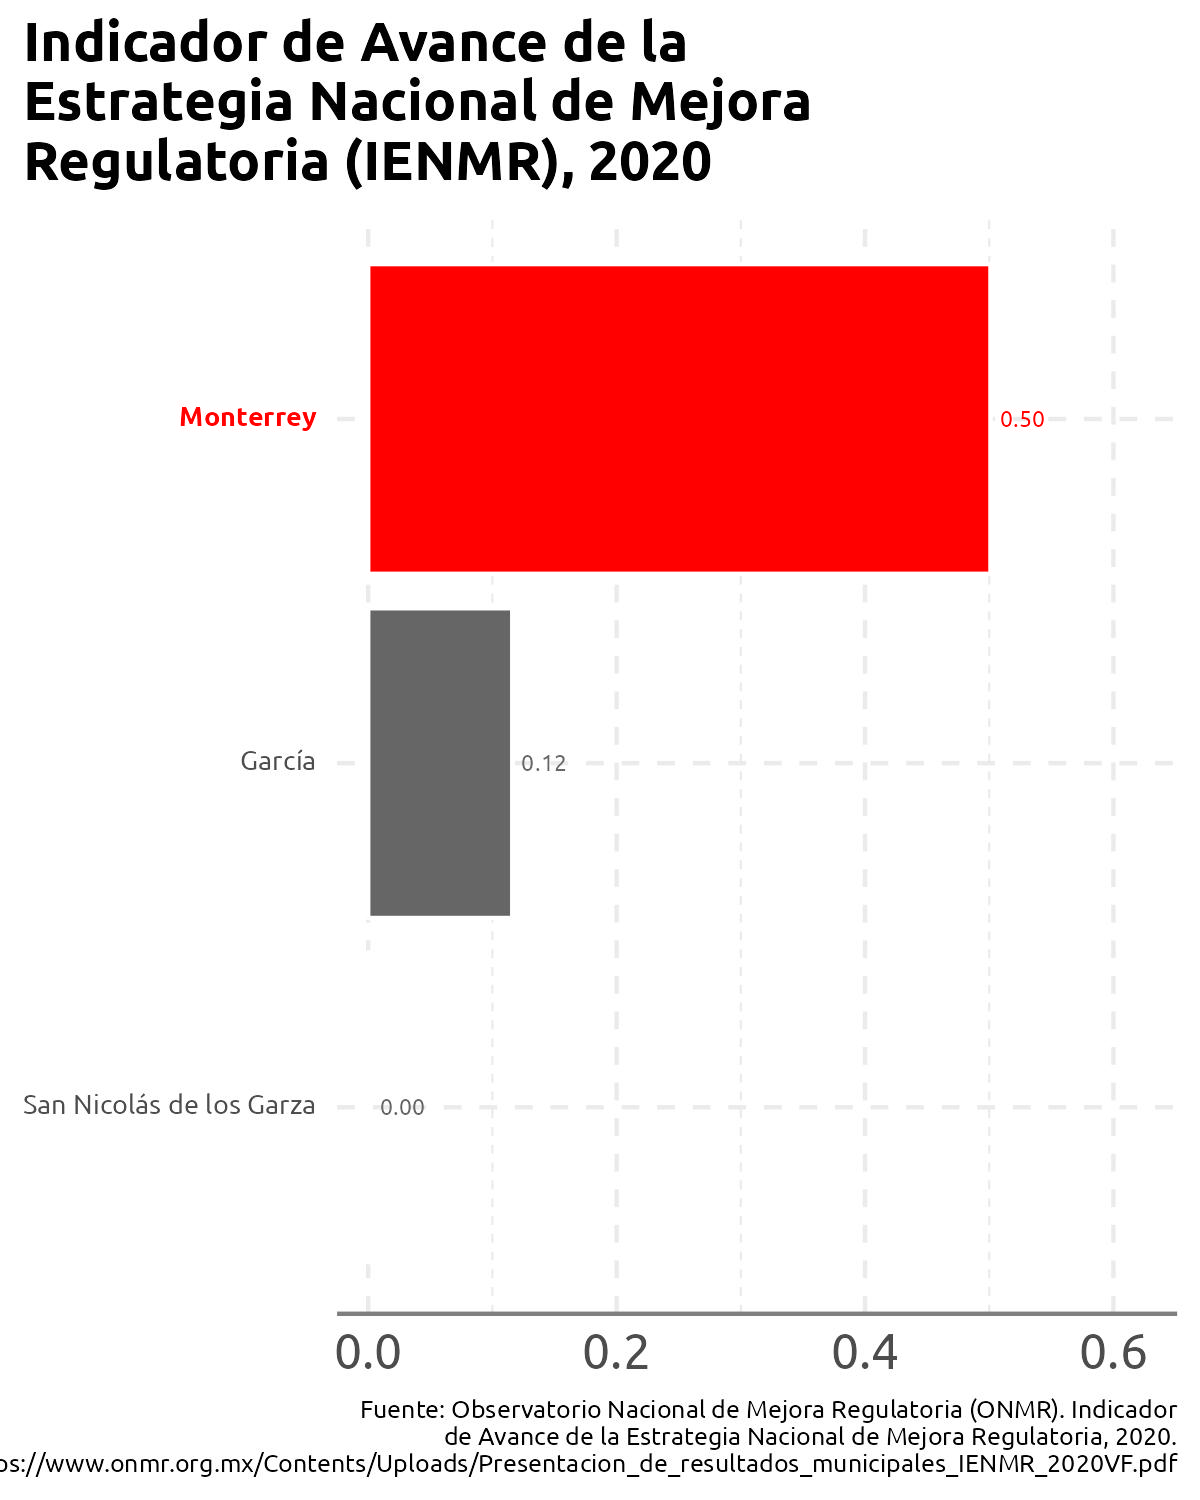 Indicador de Avance de la
Estrategia Nacional de Mejora
Regulatoria (IENMR), 2020
Monterrey
0.50
García
0.12
San Nicolás de los Garza
0.00
0.0 0.2 0.4 0.6
Fuente: Observatorio Nacional de Mejora Regulatoria (ONMR). Indicador
de Avance de la Estrategia Nacional de Mejora Regulatoria, 2020.
os://www.onmr.org.mx/Contents/Uploads/Presentacion_de_resultados_municipales_IENMR_2020VF.pdf